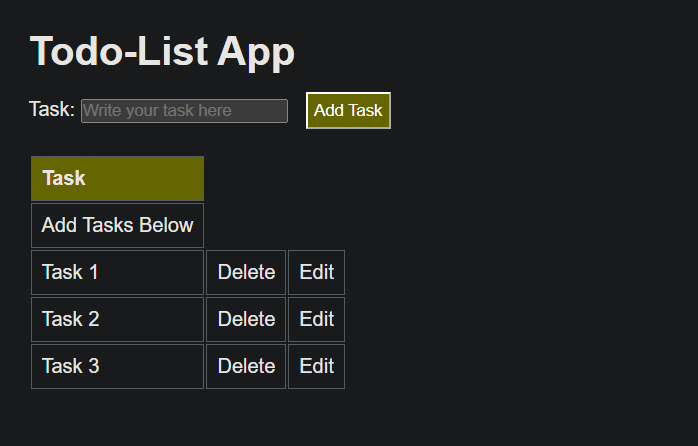 Todo-List App
Task: Write your task here Add Task
Task
Add Tasks Below
Task 1 Delete Edit
Task 2 Delete Edit
Task 3 Delete Edit